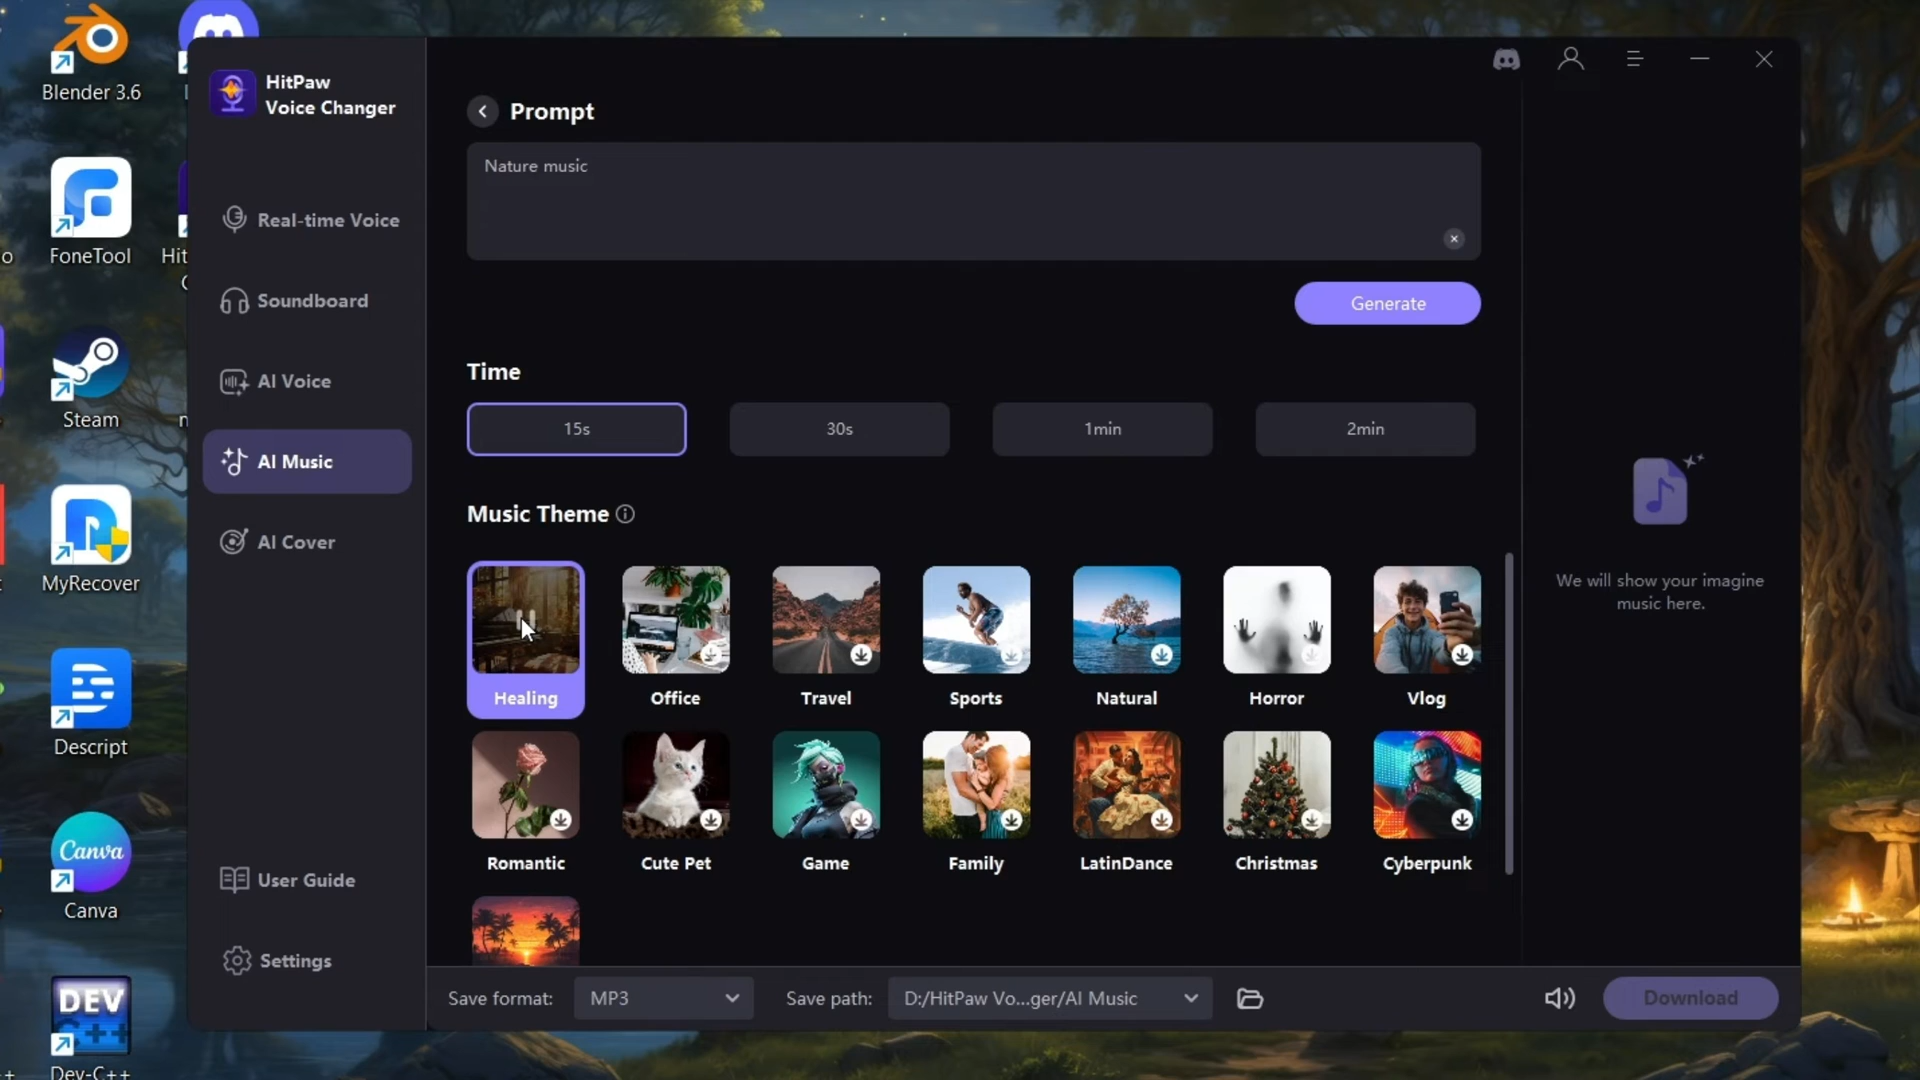 Blender 3.6
FoneTool
Steam
MyRecover
Descript
Canva
Canva
DEV
C++
Dev-C++
HitPaw
Voice Changer
Real-time Voice
Soundboard
AI Voice
AI Music
AI Cover
User Guide
Settings
Prompt
Nature music
Generate
Time
15s
30s
1min
2min
Music Theme
Healing
Office
Travel
Sports
Natural
Horror
Vlog
Romantic
Cute Pet
Game
Family
LatinDance
Christmas
Cyberpunk
We will show your imagine
music here.
Save format:
MP3
Save path:
D:/HitPaw Vo...ger/AI Music
Download